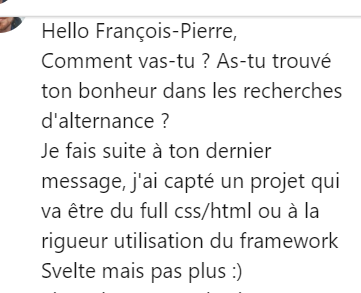 Hello François-Pierre,
Comment vas-tu ? As-tu trouvé
ton bonheur dans les recherches
d'alternance ?
Je fais suite à ton dernier
message, j'ai capté un projet qui
va être du full css/html ou à la
rigueur utilisation du framework
Svelte mais pas plus :)